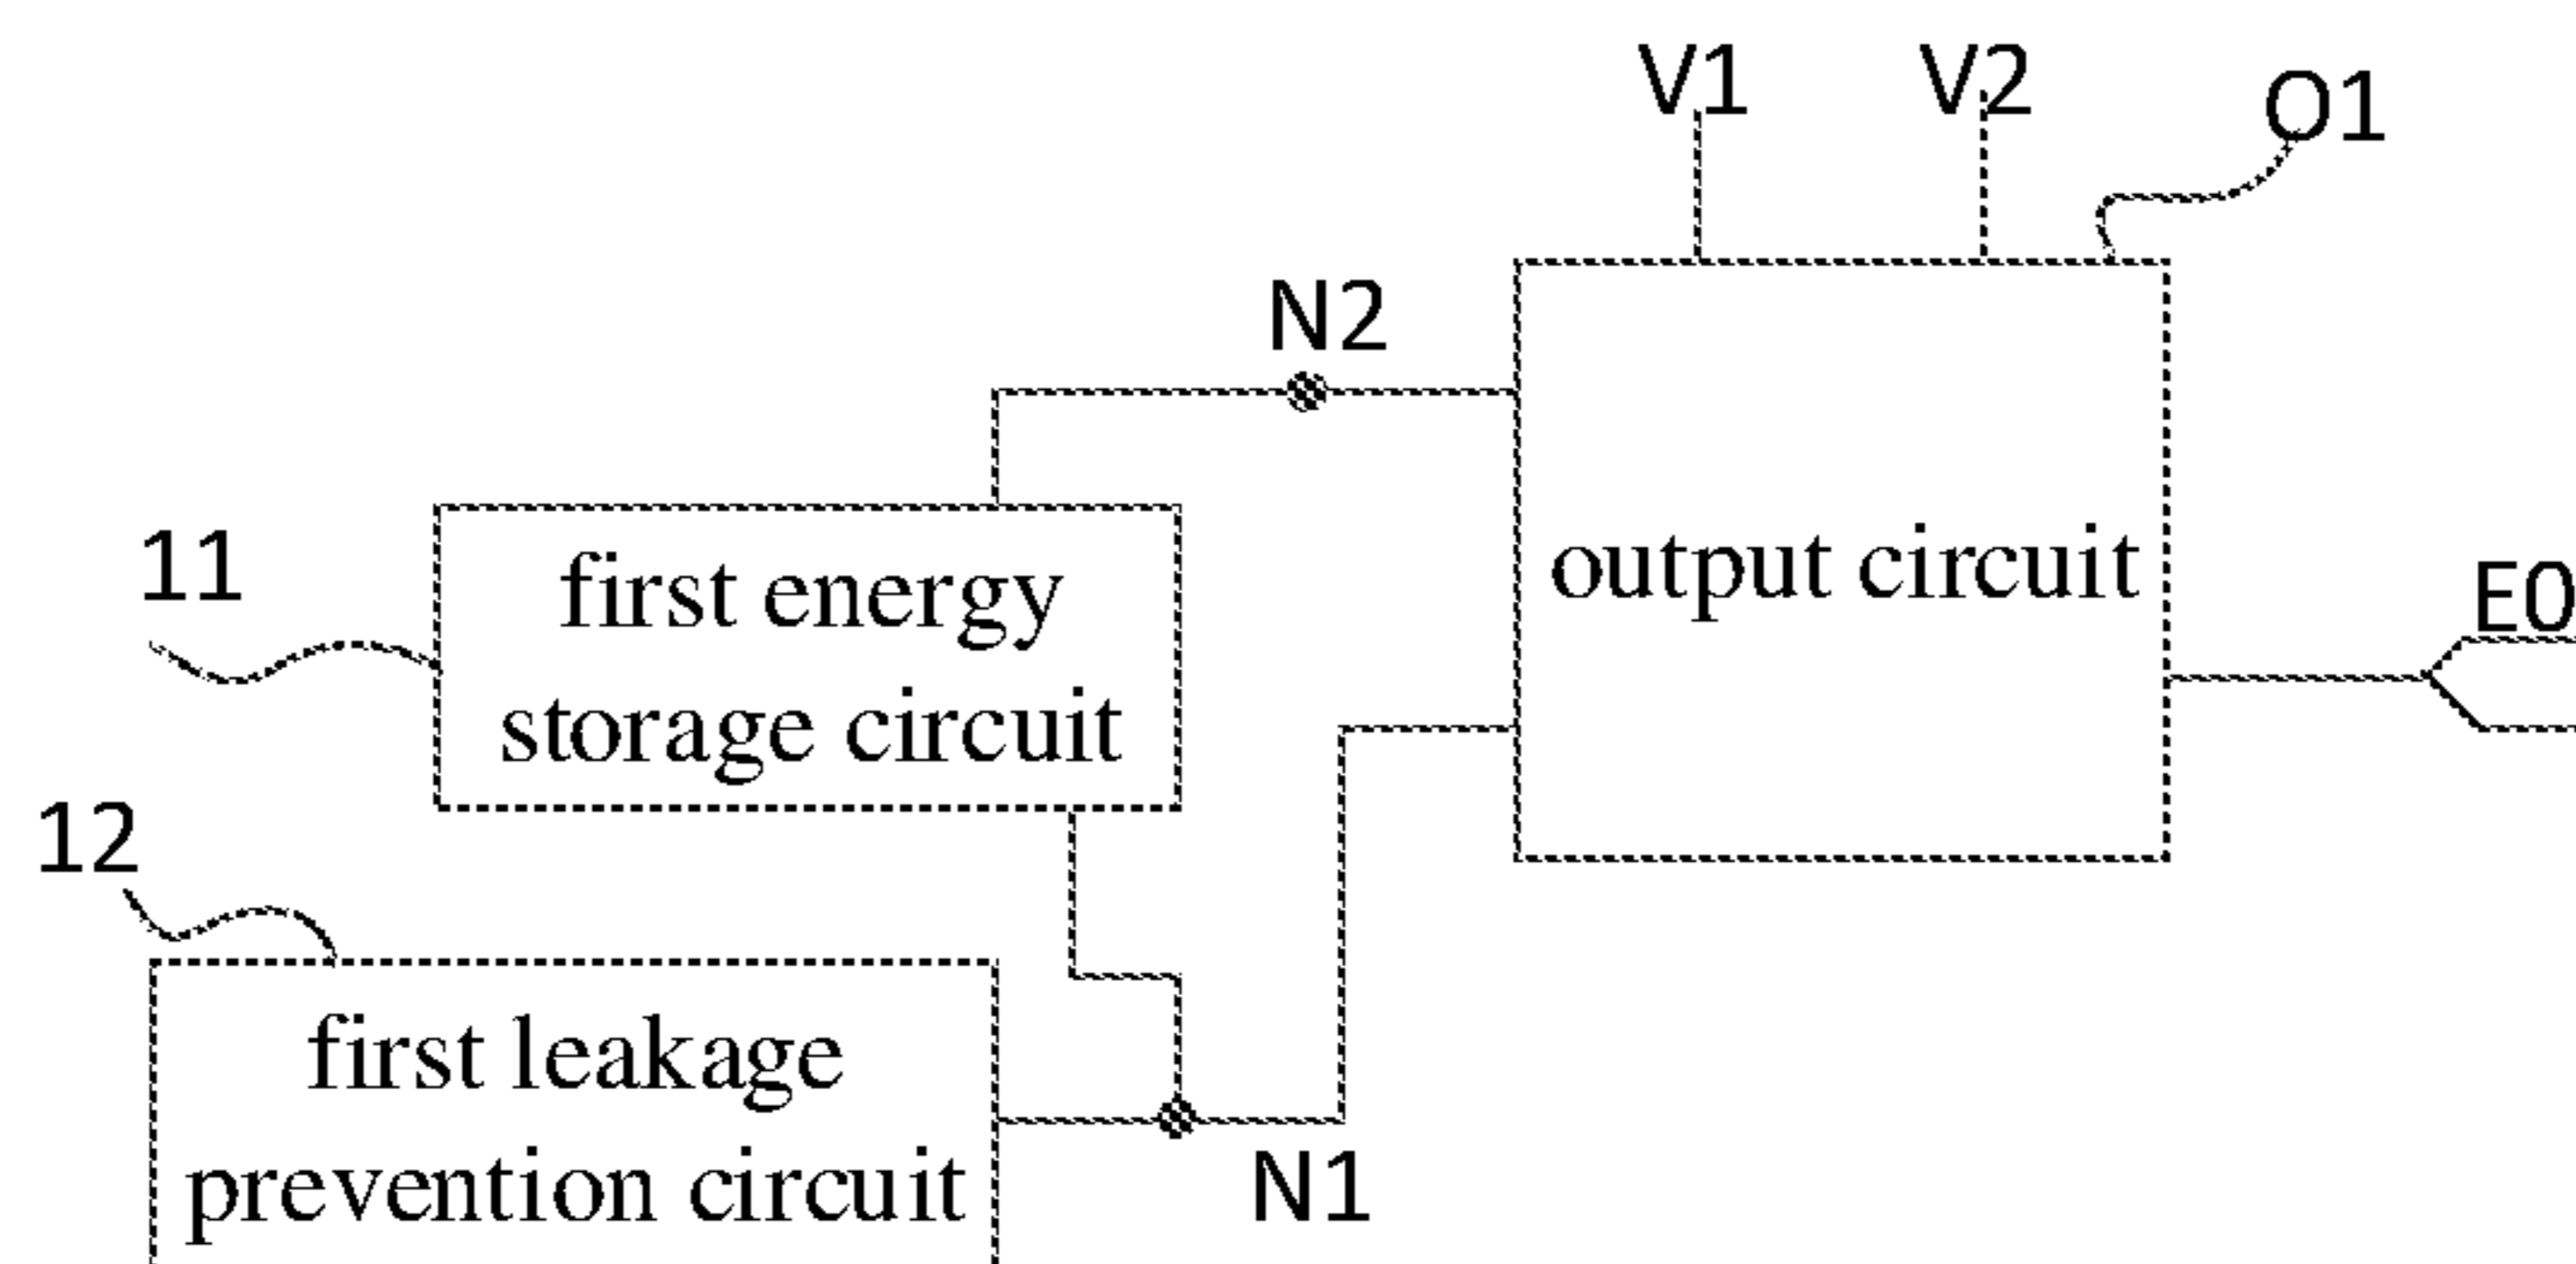 V1
V2
O1
N2
11
first energy
storage circuit
output circuit
E0
12
first leakage
prevention circuit
N1